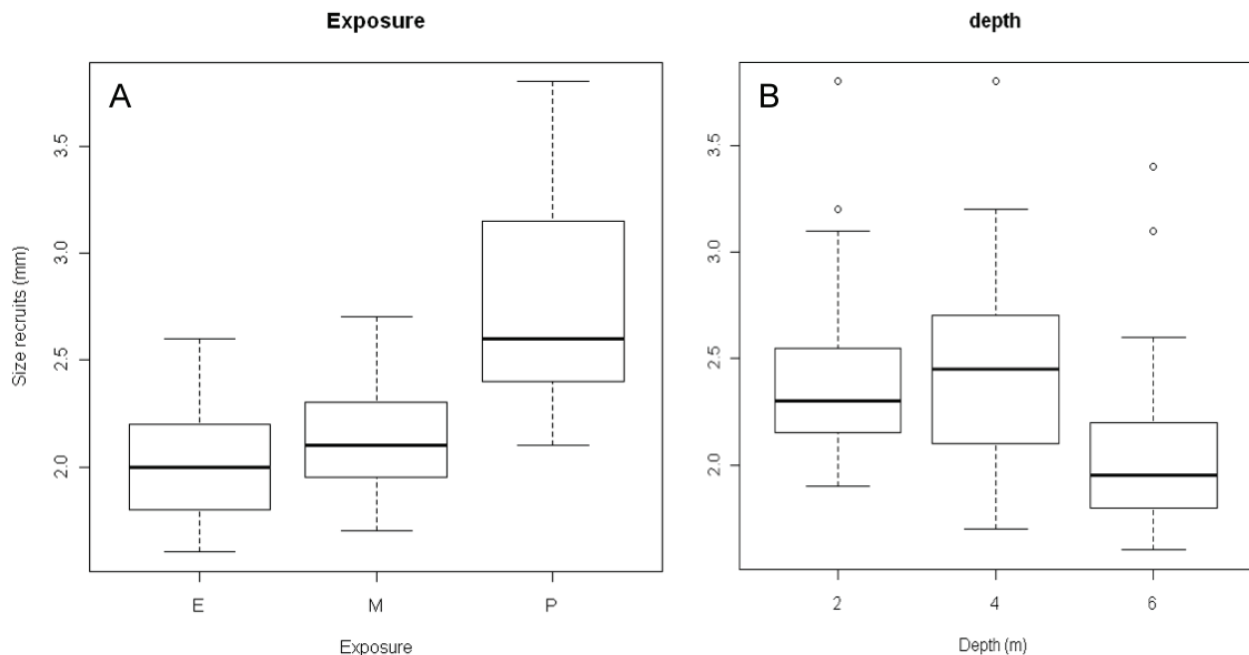 Exposure
A
Size recruits (mm)
3.5
3.0
2.5
2.0
E
M
P
Exposure
depth
B
3.5
3.0
2.5
2.0
2
4
6
Depth (m)